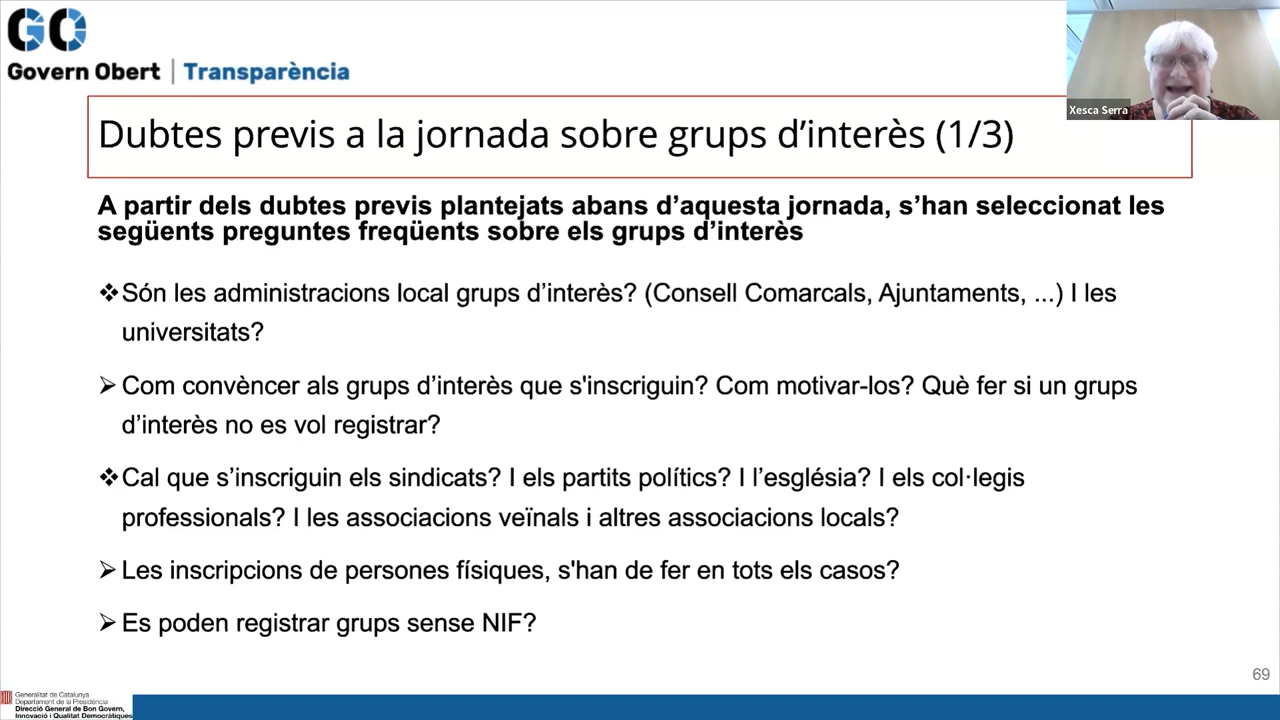 GO
Govern Obert | Transparència
Xesca Serra
Dubtes previs a la jornada sobre grups d’interès (1/3)
A partir dels dubtes previs plantejats abans d’aquesta jornada, s’han seleccionat les
següents preguntes freqüents sobre els grups d’interès
❖Són les administracions local grups d’interès? (Consell Comarcals, Ajuntaments, ...) I les
universitats?
➢Com convèncer als grups d’interès que s'inscriguin? Com motivar-los? Què fer si un grups
d’interès no es vol registrar?
❖Cal que s’inscriguin els sindicats? I els partits polítics? I l’església? I els col·legis
professionals? I les associacions veïnals i altres associacions locals?
➢Les inscripcions de persones físiques, s'han de fer en tots els casos?
➢Es poden registrar grups sense NIF?
69
Generalitat de Catalunya
Departament de la Presidència
Direcció General de Bon Govern,
Innovació i Qualitat Democràtiques